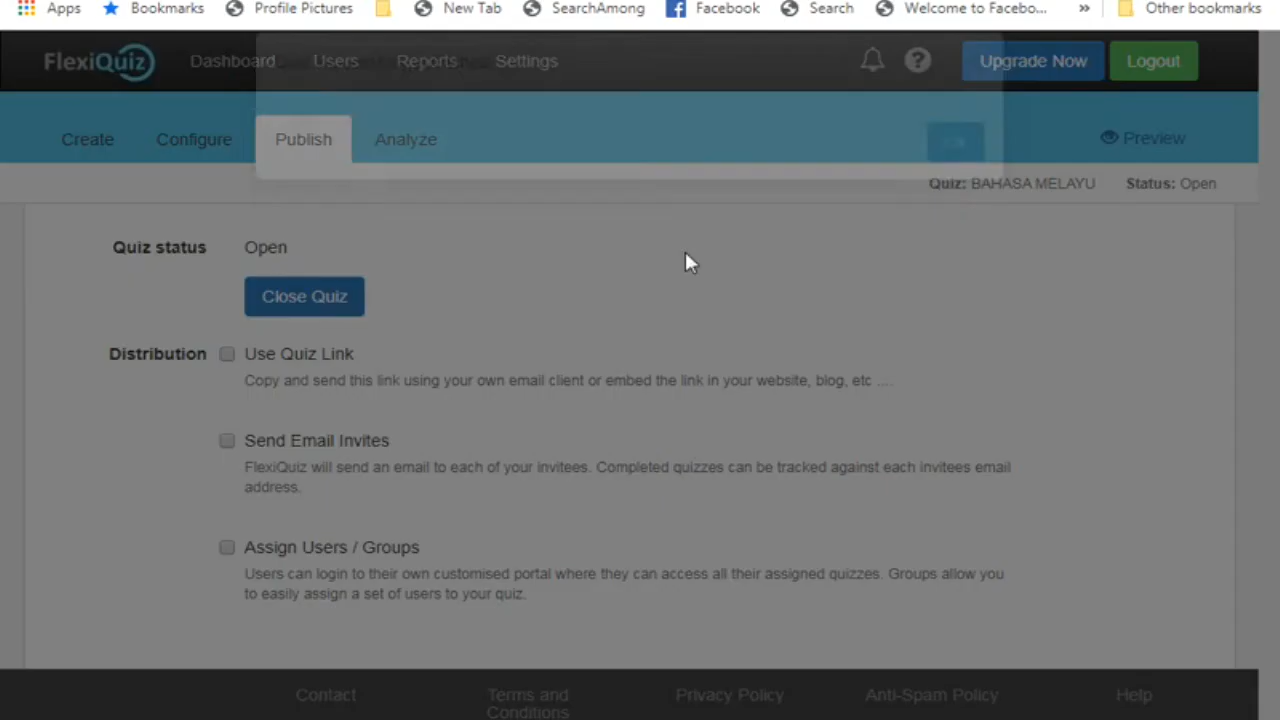 Apps Bookmarks Profile Pictures New Tab SearchAmong Facebook Search Welcome to Facebo... » Other bookmarks
FlexiQuiz Dashboard Users Reports Settings ? Upgrade Now Logout
Create Configure Publish Analyze Preview
Quiz: BAHASA MELAYU Status: Open
Quiz status Open
Close Quiz
Distribution Use Quiz Link
Copy and send this link using your own email client or embed the link in your website, blog, etc ....
Send Email Invites
FlexiQuiz will send an email to each of your invitees. Completed quizzes can be tracked against each invitees email
address.
Assign Users / Groups
Users can login to their own customised portal where they can access all their assigned quizzes. Groups allow you
to easily assign a set of users to your quiz.
Contact Terms and Privacy Policy Anti-Spam Policy Help
Conditions